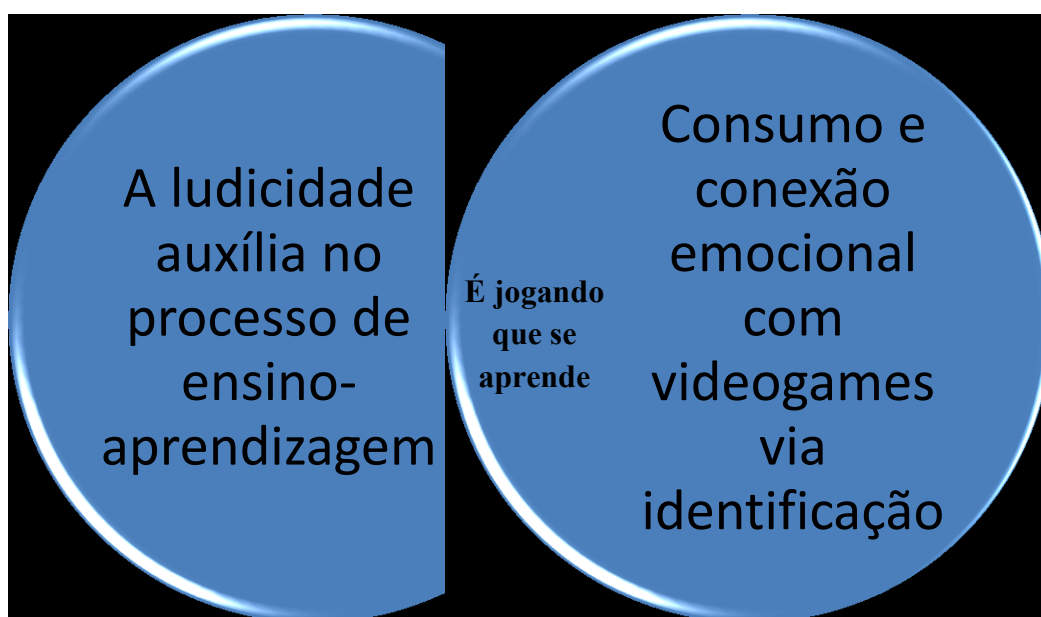 A ludicidade
auxília no
processo de
ensino-
aprendizagem
É jogando
que se
aprende
Consumo e
conexão
emocional
com
videogames
via
identificação